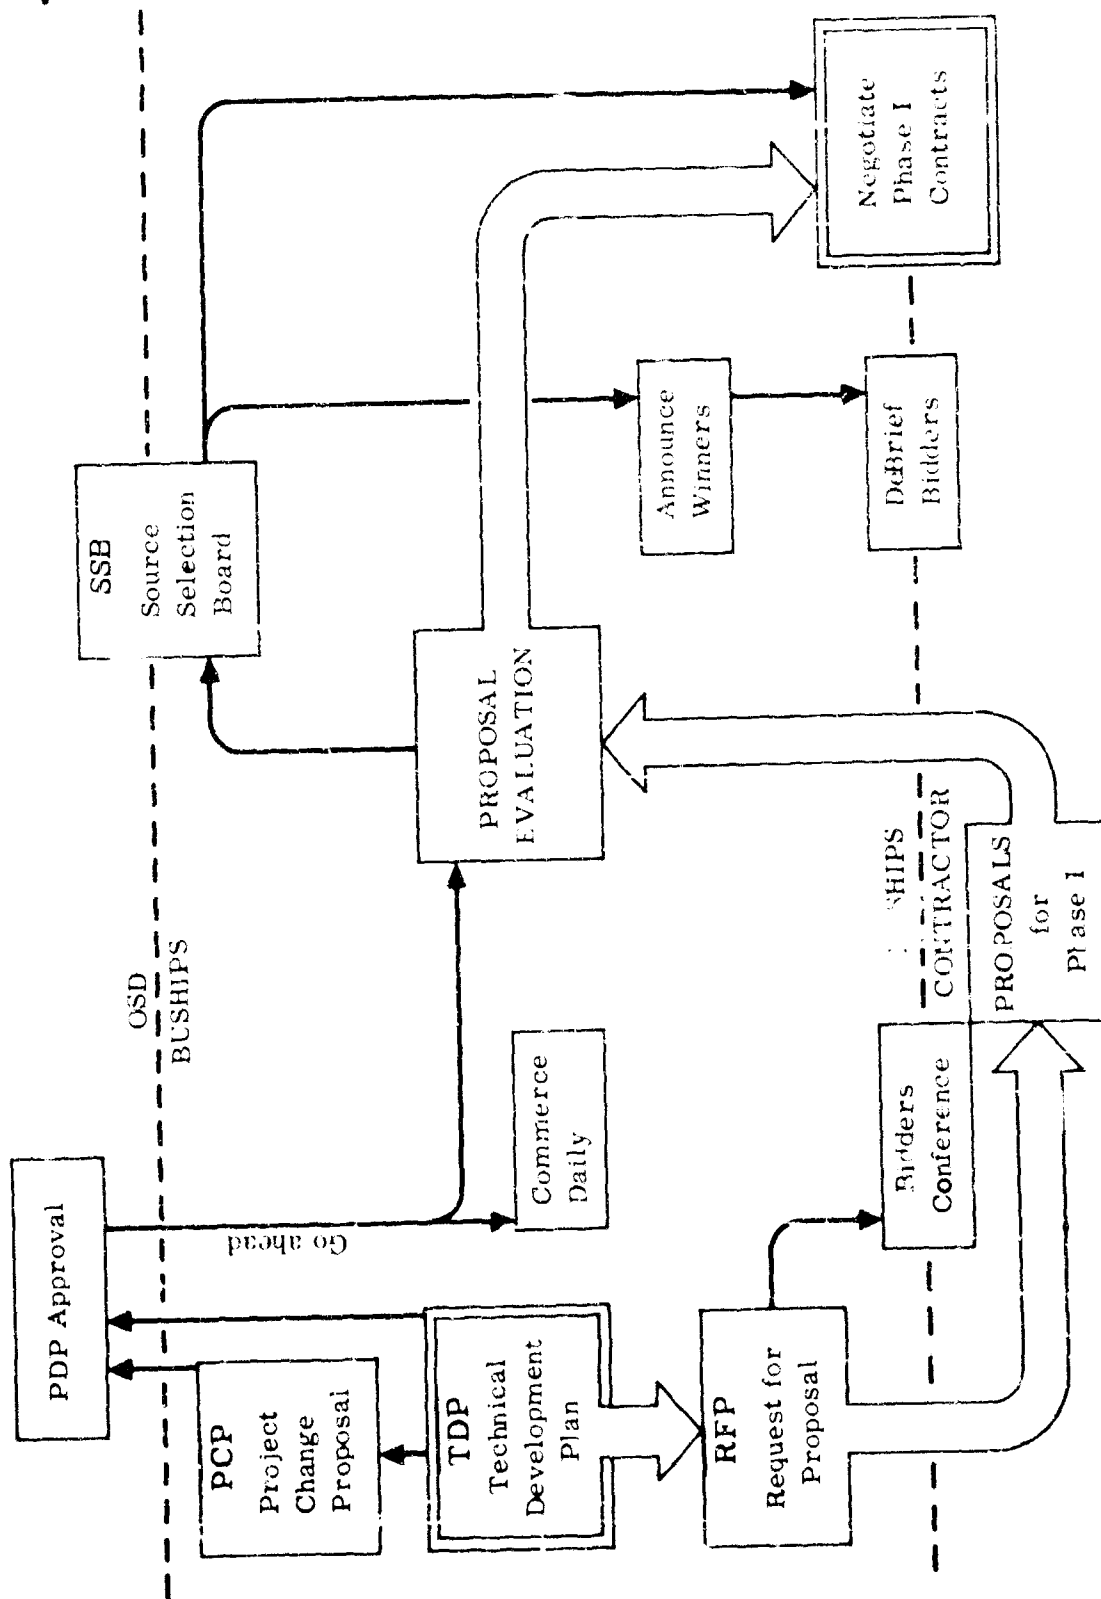 PDP Approval
OSD
BUSHIPS
SSB
Source
Selection
Board
Go ahead
PCP
Project
Change
Proposal
TDP
Technical
Development
Plan
Commerce
Daily
PROPOSAL
EVALUATION
Announce
Winners
RFP
Request for
Proposal
Bidders
Conference
SHIPS
CONTRACTOR
DeBrief
Bidders
Negotiate
Phase I
Contracts
PROPOSALS
for
Phase I